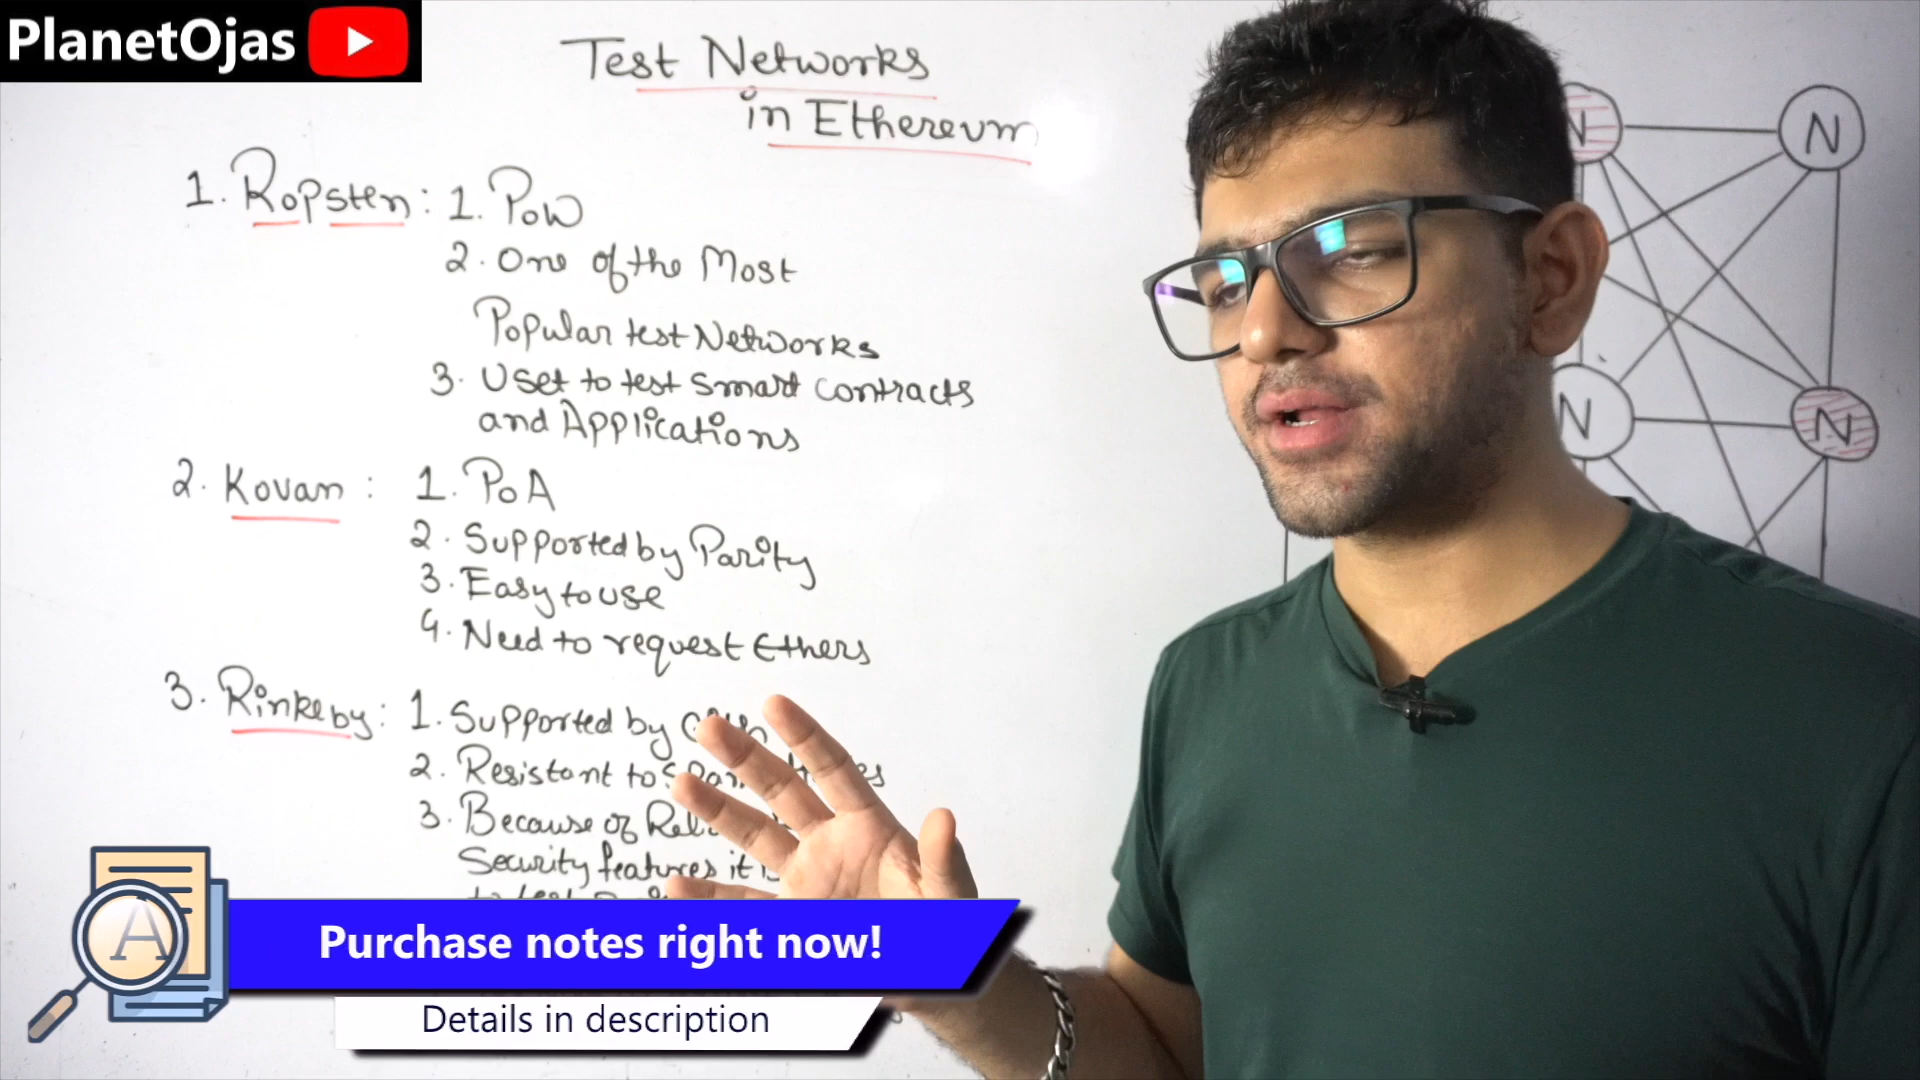 PlanetOjas
Test Networks
in Ethereum
1. Ropsten: 1. PoW
2. One of the Most
Popular test Networks
3. Uset to test smart contracts
and Applications
2. Kovan: 1. PoA
2. Supported by Parity
3. Easy to use
4. Need to request Ethers
3. Rinkeby: 1. Supported by
2. Resistant to
3. Because of
Security features it
Purchase notes right now!
Details in description
N
N
N
N
A